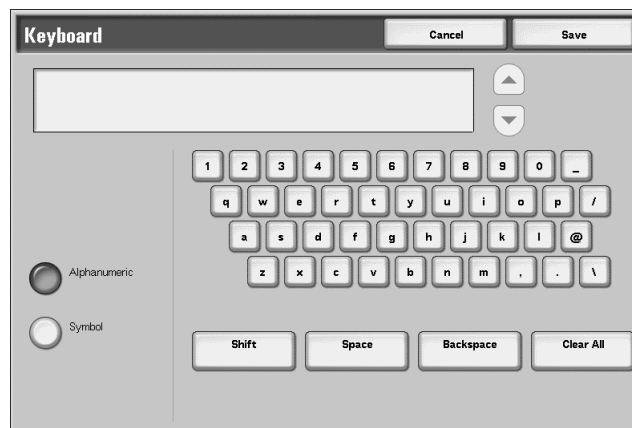 Keyboard Cancel Save
1 2 3 4 5 6 7 8 9 0 _
q w e r t y u i o p /
a s d f g h j k l @
z x c v b n m , . \
Alphanumeric
Symbol
Shift Space Backspace Clear All